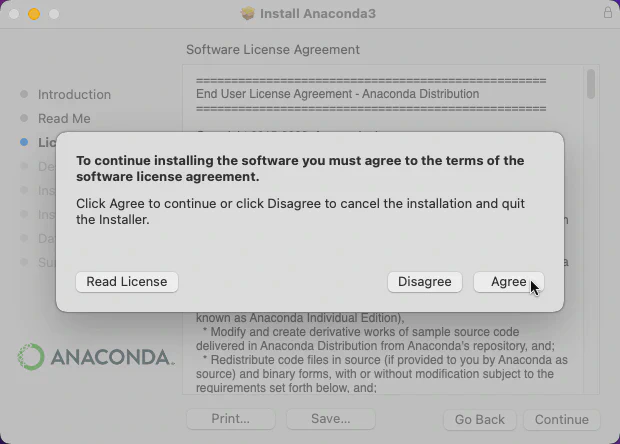 Install Anaconda3
Software License Agreement
Introduction
Read Me
Lic
====================================================
End User License Agreement - Anaconda Distribution
====================================================
To continue installing the software you must agree to the terms of the
software license agreement.
Click Agree to continue or click Disagree to cancel the installation and quit
the Installer.
Read License
Disagree
Agree
known as Anaconda Individual Edition),
* Modify and create derivative works of sample source code
delivered in Anaconda Distribution from Anaconda's repository, and;
* Redistribute code files in source (if provided to you by Anaconda as
source) and binary forms, with or without modification subject to the
requirements set forth below, and;
ANACONDA.
Print...
Save...
Go Back
Continue